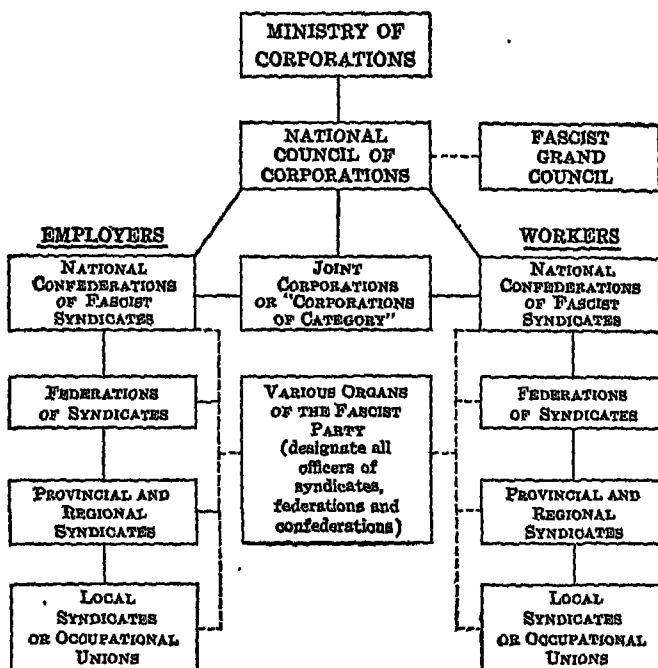 MINISTRY OF
CORPORATIONS
NATIONAL
COUNCIL OF
CORPORATIONS
FASCIST
GRAND
COUNCIL
EMPLOYERS
WORKERS
NATIONAL
CONFEDERATIONS
OF FASCIST
SYNDICATES
JOINT
CORPORATIONS
OR "CORPORATIONS
OF CATEGORY"
NATIONAL
CONFEDERATIONS
OF FASCIST
SYNDICATES
FEDERATIONS
OF SYNDICATES
VARIOUS ORGANS
OF THE FASCIST
PARTY
(designate all
officers of
syndicates,
federations and
confederations)
FEDERATIONS
OF SYNDICATES
PROVINCIAL AND
REGIONAL
SYNDICATES
PROVINCIAL AND
REGIONAL
SYNDICATES
LOCAL
SYNDICATES
OR OCCUPATIONAL
UNIONS
LOCAL
SYNDICATES
OR OCCUPATIONAL
UNIONS